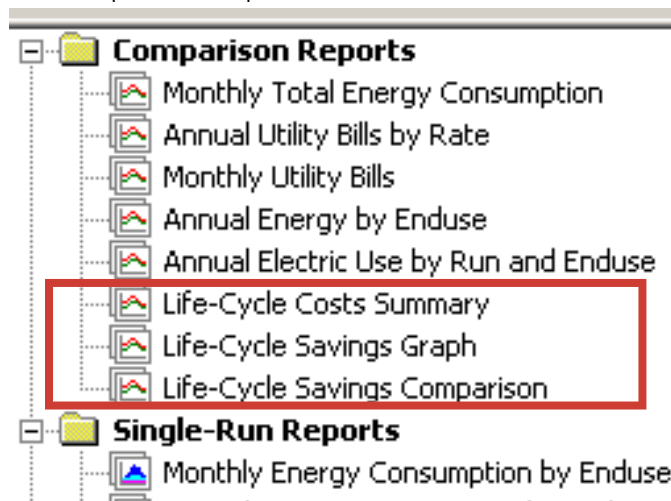 Comparison Reports
Monthly Total Energy Consumption
Annual Utility Bills by Rate
Monthly Utility Bills
Annual Energy by Enduse
Annual Electric Use by Run and Enduse
Life-Cycle Costs Summary
Life-Cycle Savings Graph
Life-Cycle Savings Comparison
Single-Run Reports
Monthly Energy Consumption by Enduse